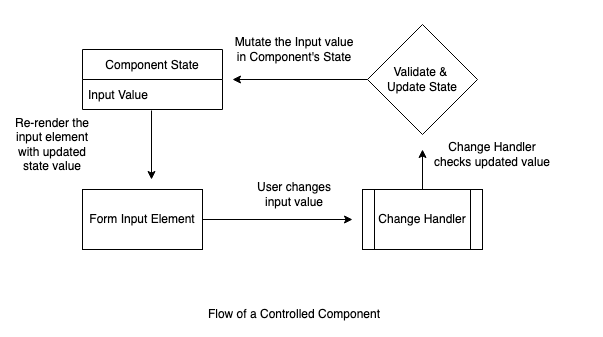 Mutate the Input value
in Component's State
Component State
Input Value
Validate &
Update State
Re-render the
input element
with updated
state value
Change Handler
checks updated value
User changes
input value
Form Input Element
Change Handler
Flow of a Controlled Component